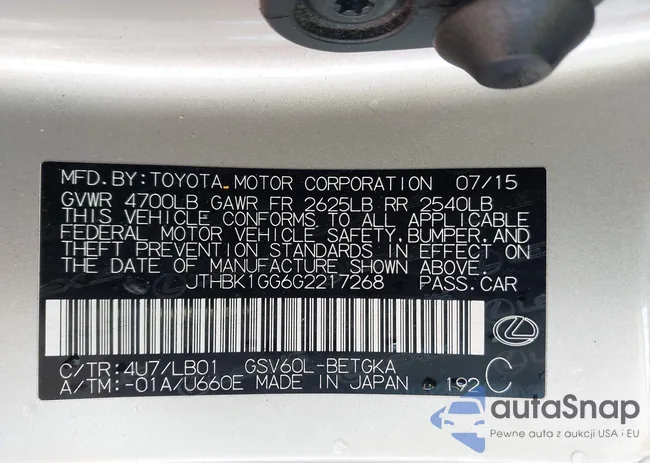 MFD. BY: TOYOTA MOTOR CORPORATION 07/15
GVWR 4700LB GAWR FR 2625LB RR 2540LB
THIS VEHICLE CONFORMS TO ALL APPLICABLE
FEDERAL MOTOR VEHICLE SAFETY, BUMPER, AND
THEFT PREVENTION STANDARDS IN EFFECT ON
THE DATE OF MANUFACTURE SHOWN ABOVE.
JTHBK1GG6G2217268 PASS. CAR
C/TR: 4U7/LB01 GSV60L-BETGKA
A/TM: -01A/U660E MADE IN JAPAN 192 C
autaSnap
Pewne auta z aukcji USA i EU